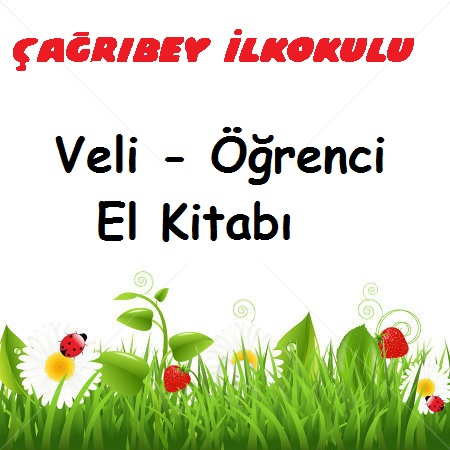 ÇAĞRIBEY İLKOKULU
Veli - Öğrenci
El Kitabı